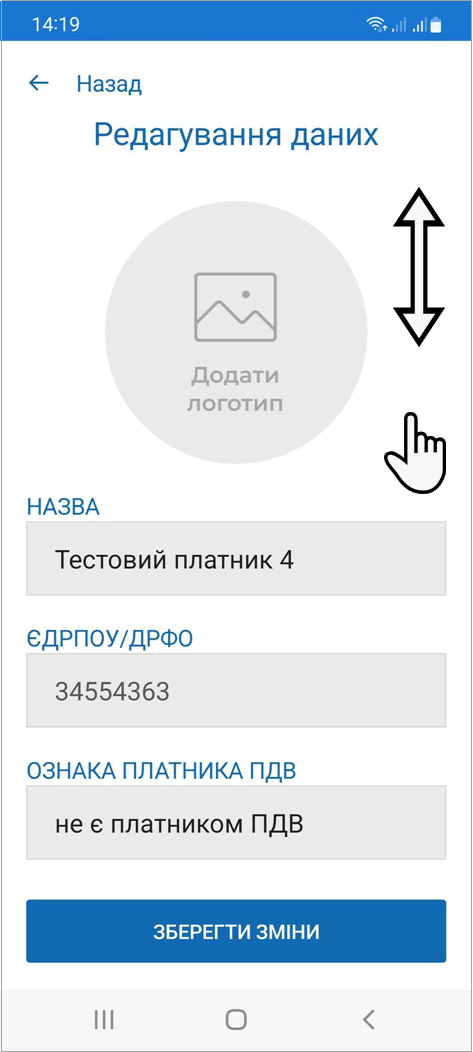 14:19
Назад
Редагування даних
Додати
логотип
НАЗВА
Тестовий платник 4
ЄДРПОУ/ДРФО
34554363
ОЗНАКА ПЛАТНИКА ПДВ
не є платником ПДВ
ЗБЕРЕГТИ ЗМІНИ